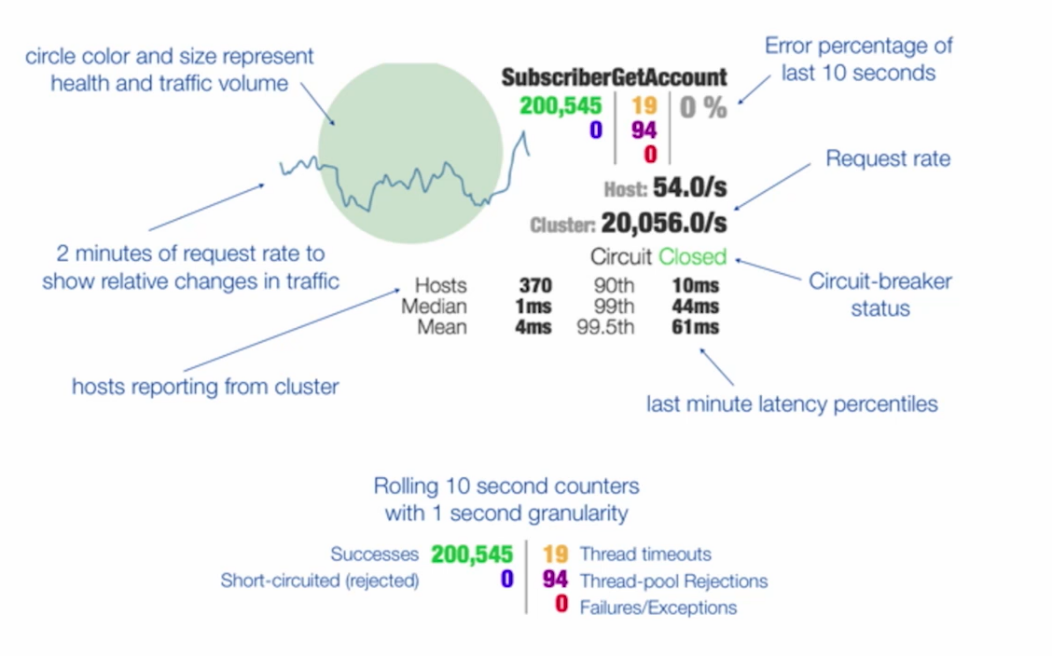 circle color and size represent
health and traffic volume
SubscriberGetAccount
200,545 19 0 %
0 94
0
Error percentage of
last 10 seconds
Host: 54.0/s
Request rate
Cluster: 20,056.0/s
2 minutes of request rate to
show relative changes in traffic
Circuit Closed
Circuit-breaker
status
Hosts 370 90th 10ms
Median 1ms 99th 44ms
Mean 4ms 99.5th 61ms
hosts reporting from cluster
last minute latency percentiles
Rolling 10 second counters
with 1 second granularity
Successes 200,545 19 Thread timeouts
Short-circuited (rejected) 0 94 Thread-pool Rejections
0 Failures/Exceptions